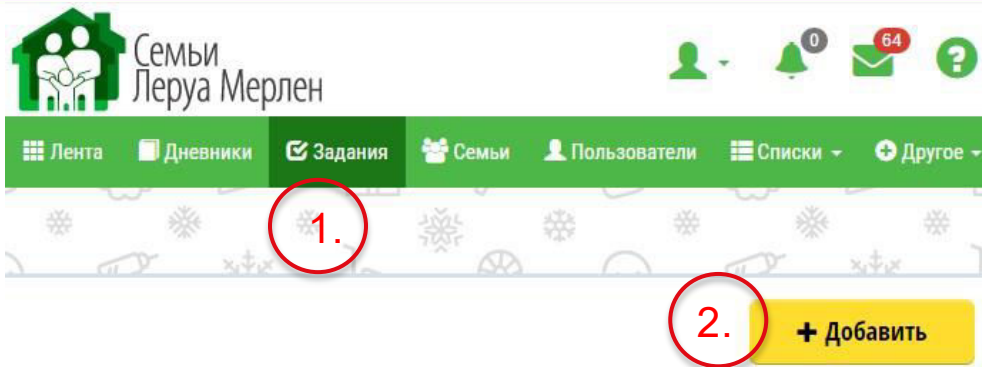 Семьи
Леруа Мерлен
0
64
?
Лента Дневники Задания Семьи Пользователи Списки Другое
1.
2.
+ Добавить